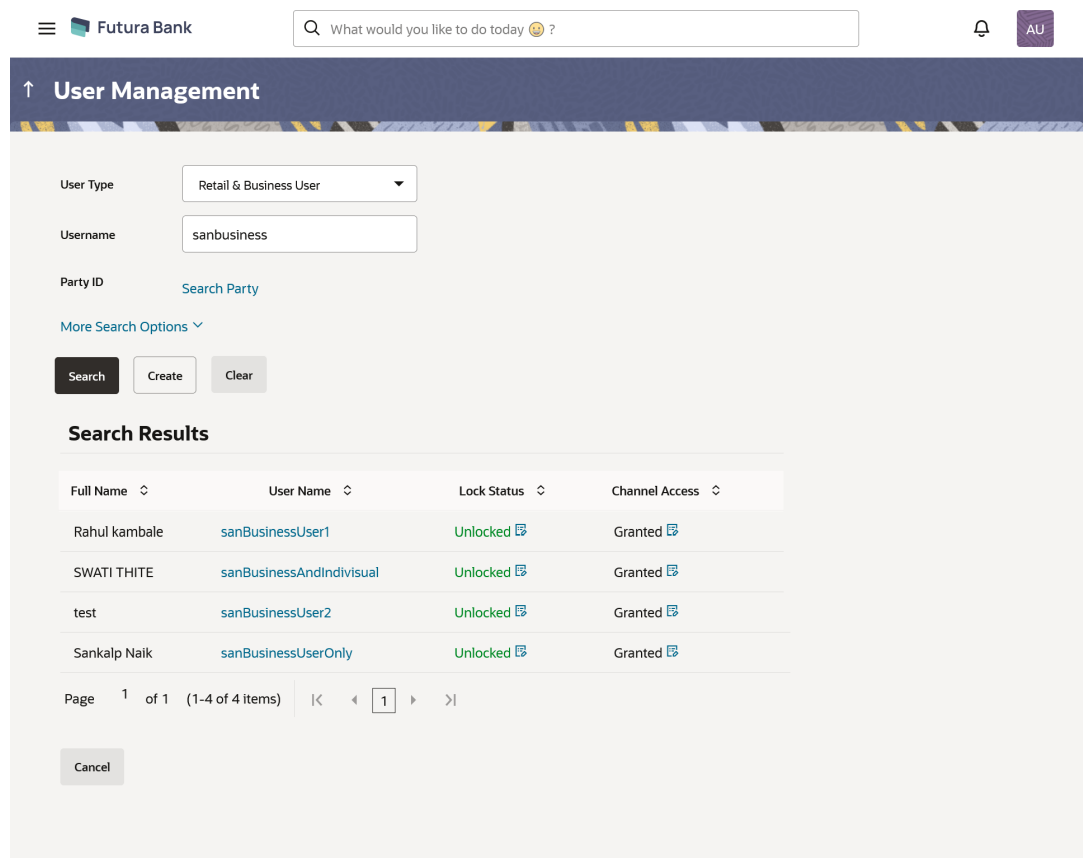 Futura Bank
What would you like to do today 😀 ?
AU
↑ User Management
User Type Retail & Business User
Username sanbusiness
Party ID Search Party
More Search Options
Search Create Clear
Search Results
Full Name User Name Lock Status Channel Access
Rahul kambale sanBusinessUser1 Unlocked Granted
SWATI THITE sanBusinessAndIndivisual Unlocked Granted
test sanBusinessUser2 Unlocked Granted
Sankalp Naik sanBusinessUserOnly Unlocked Granted
Page 1 of 1 (1-4 of 4 items) 1
Cancel